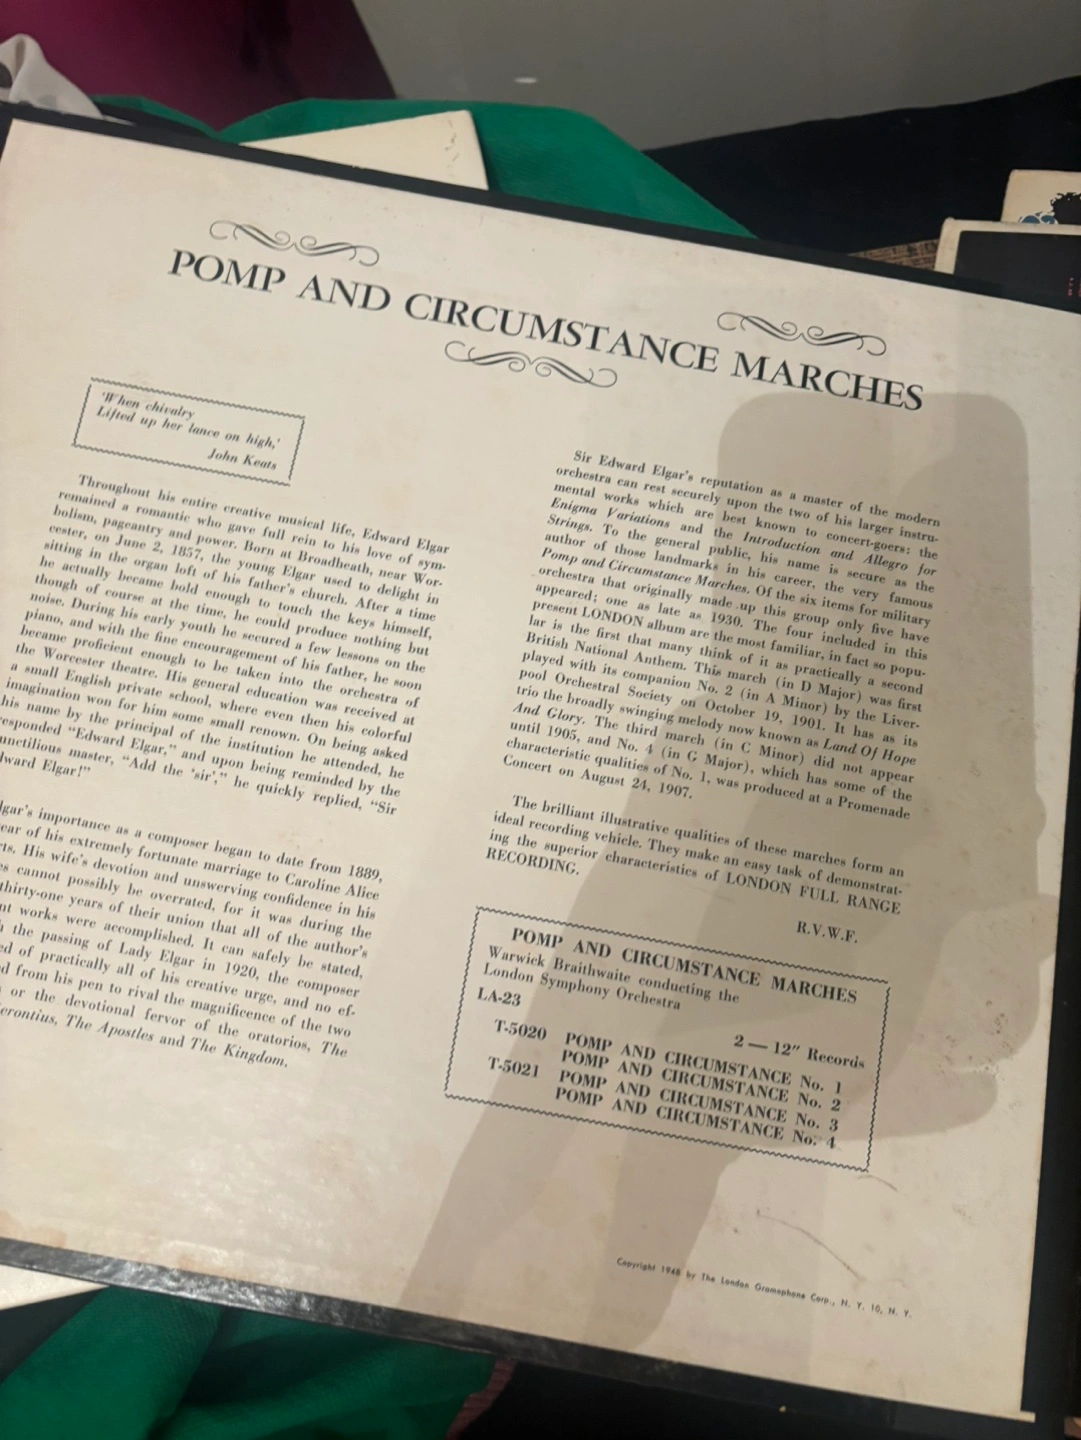 POMP AND CIRCUMSTANCE MARCHES
'When chivalry
Lifted up her lance on high,'
John Keats
Throughout his entire creative musical life, Edward Elgar
remained a romantic who gave full rein to his love of sym-
bolism, pageantry and power. Born at Broadheath, near Wor-
cester, on June 2, 1857, the young Elgar used to delight in
sitting in the organ loft of his father's church. After a time
he actually became bold enough to touch the keys himself,
though of course at the time, he could produce nothing but
noise. During his early youth he secured a few lessons on the
piano, and with the fine encouragement of his father, he soon
became proficient enough to be taken into the orchestra of
the Worcester theatre. His general education was received at
a small English private school, where even then his colorful
imagination won for him some small renown. On being asked
his name by the principal of the institution he attended, he
responded "Edward Elgar," and upon being reminded by the
unctilious master, "Add the 'sir'," he quickly replied, "Sir
dward Elgar!"
lgar's importance as a composer began to date from 1889,
ear of his extremely fortunate marriage to Caroline Alice
ts. His wife's devotion and unswerving confidence in his
es cannot possibly be overrated, for it was during the
thirty-one years of their union that all of the author's
nt works were accomplished. It can safely be stated,
h the passing of Lady Elgar in 1920, the composer
ed of practically all of his creative urge, and no ef-
d from his pen to rival the magnificence of the two
or the devotional fervor of the oratorios, The
erontius, The Apostles and The Kingdom.
Sir Edward Elgar's reputation as a master of the modern
orchestra can rest securely upon the two of his larger instru-
mental works which are best known to concert-goers: the
Enigma Variations and the Introduction and Allegro for
Strings. To the general public, his name is secure as the
author of those landmarks in his career, the very famous
Pomp and Circumstance Marches. Of the six items for military
orchestra that originally made up this group only five have
appeared; one as late as 1930. The four included in this
present LONDON album are the most familiar, in fact so popu-
lar is the first that many think of it as practically a second
British National Anthem. This march (in D Major) was first
played with its companion No. 2 (in A Minor) by the Liver-
pool Orchestral Society on October 19, 1901. It has as its
trio the broadly swinging melody now known as Land Of Hope
And Glory. The third march (in C Minor) did not appear
until 1905, and No. 4 (in G Major), which has some of the
characteristic qualities of No. 1, was produced at a Promenade
Concert on August 24, 1907.
The brilliant illustrative qualities of these marches form an
ideal recording vehicle. They make an easy task of demonstrat-
ing the superior characteristics of LONDON FULL RANGE
RECORDING.
R.V.W.F.
POMP AND CIRCUMSTANCE MARCHES
Warwick Braithwaite conducting the
London Symphony Orchestra
LA-23
2 — 12" Records
T-5020 POMP AND CIRCUMSTANCE No. 1
POMP AND CIRCUMSTANCE No. 2
T-5021 POMP AND CIRCUMSTANCE No. 3
POMP AND CIRCUMSTANCE No. 4
Copyright 1948 by The London Gramophone Corp., N. Y. 10, N. Y.